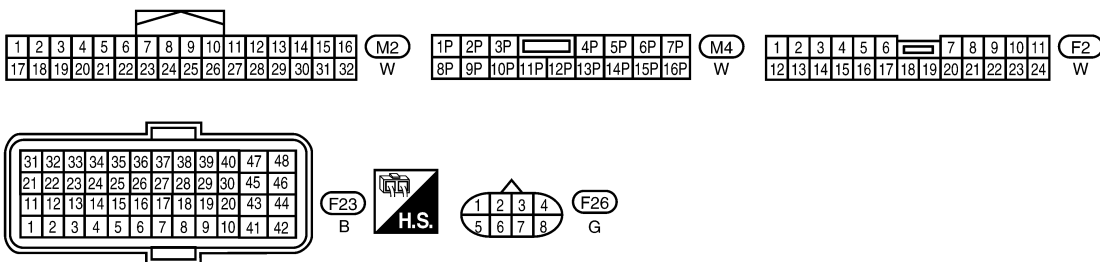 1 2 3 4 5 6 7 8 9 10 11 12 13 14 15 16 M2
17 18 19 20 21 22 23 24 25 26 27 28 29 30 31 32 W
1P 2P 3P 4P 5P 6P 7P M4
8P 9P 10P 11P 12P 13P 14P 15P 16P W
1 2 3 4 5 6 7 8 9 10 11 F2
12 13 14 15 16 17 18 19 20 21 22 23 24 W
31 32 33 34 35 36 37 38 39 40 47 48
21 22 23 24 25 26 27 28 29 30 45 46
11 12 13 14 15 16 17 18 19 20 43 44 F23
1 2 3 4 5 6 7 8 9 10 41 42 B
H.S.
1 2 3 4 F26
5 6 7 8 G